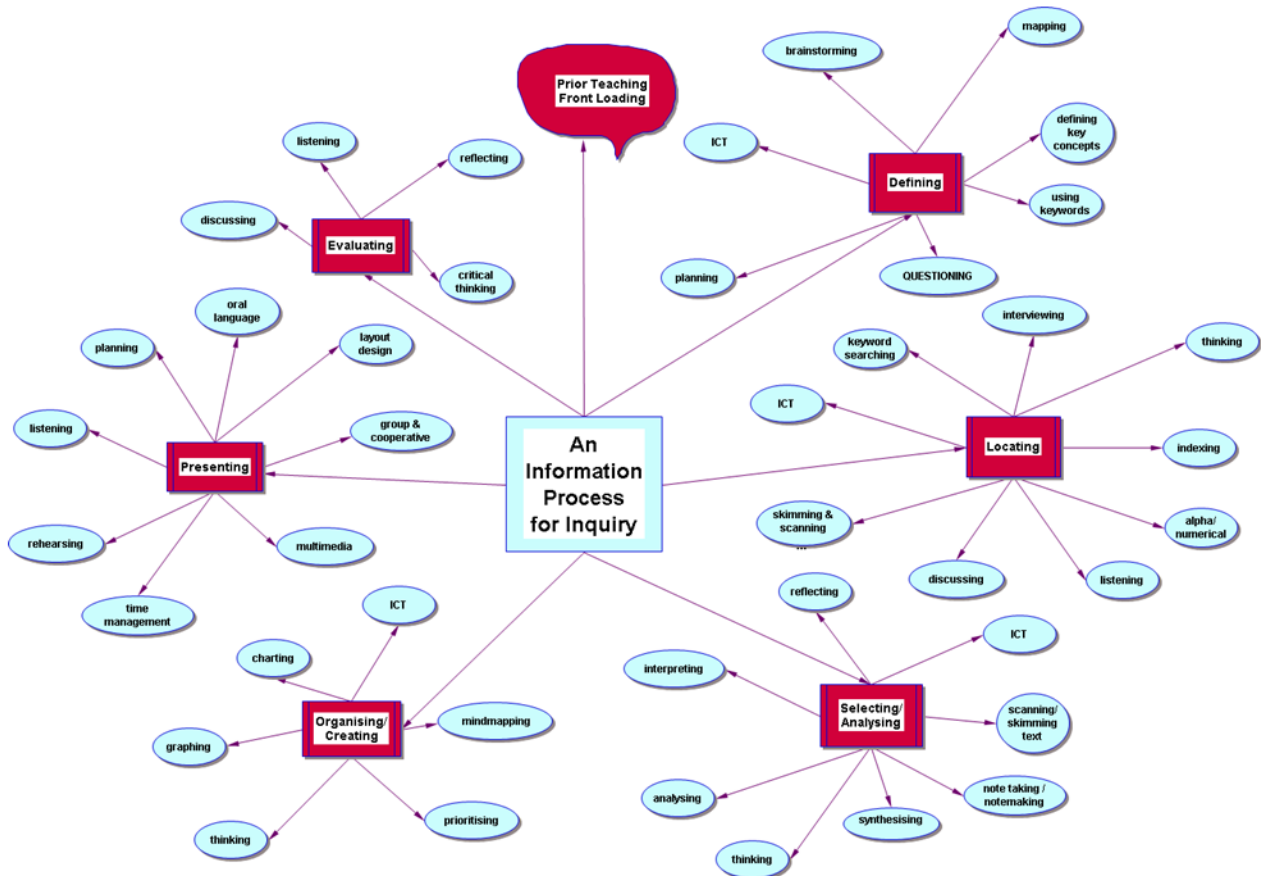 Prior Teaching
Front Loading
brainstorming
mapping
ICT
defining
key
concepts
Defining
using
keywords
planning
QUESTIONING
listening
reflecting
discussing
Evaluating
critical
thinking
oral
language
planning
layout
design
listening
group &
cooperative
Presenting
rehearsing
multimedia
time
management
An
Information
Process
for Inquiry
interviewing
keyword
searching
thinking
ICT
Locating
indexing
skimming &
scanning
...
alpha/
numerical
discussing
listening
ICT
charting
Organising/
Creating
mindmapping
graphing
thinking
prioritising
reflecting
ICT
interpreting
Selecting/
Analysing
scanning/
skimming
text
analysing
note taking /
notemaking
synthesising
thinking